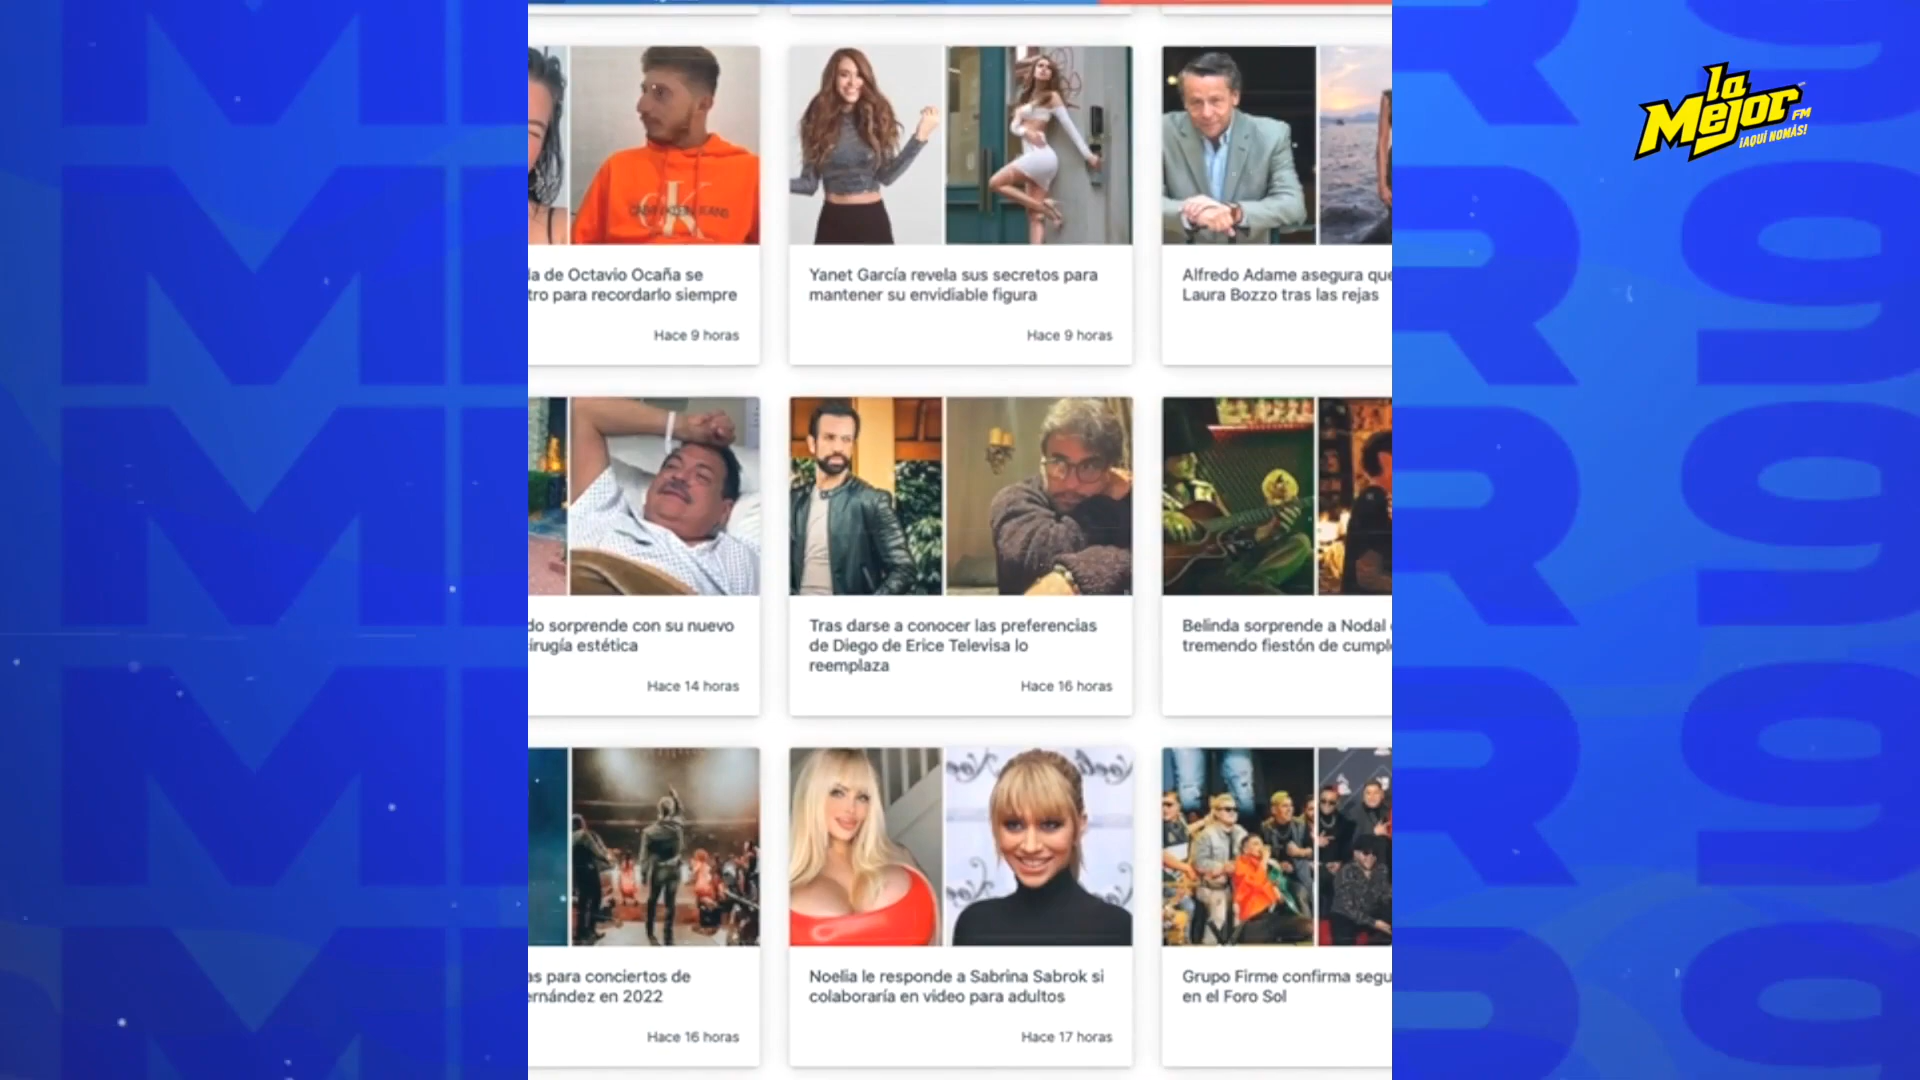 la
Mejor FM
¡AQUÍ NOMÁS!
la de Octavio Ocaña se
tro para recordarlo siempre
Hace 9 horas
Yanet García revela sus secretos para
mantener su envidiable figura
Hace 9 horas
Alfredo Adame asegura que
Laura Bozzo tras las rejas
do sorprende con su nuevo
irugía estética
Hace 14 horas
Tras darse a conocer las preferencias
de Diego de Erice Televisa lo
reemplaza
Hace 16 horas
Belinda sorprende a Nodal
tremendo fiestón de cumpl
as para conciertos de
ernández en 2022
Hace 16 horas
Noelia le responde a Sabrina Sabrok si
colaboraría en video para adultos
Hace 17 horas
Grupo Firme confirma segu
en el Foro Sol